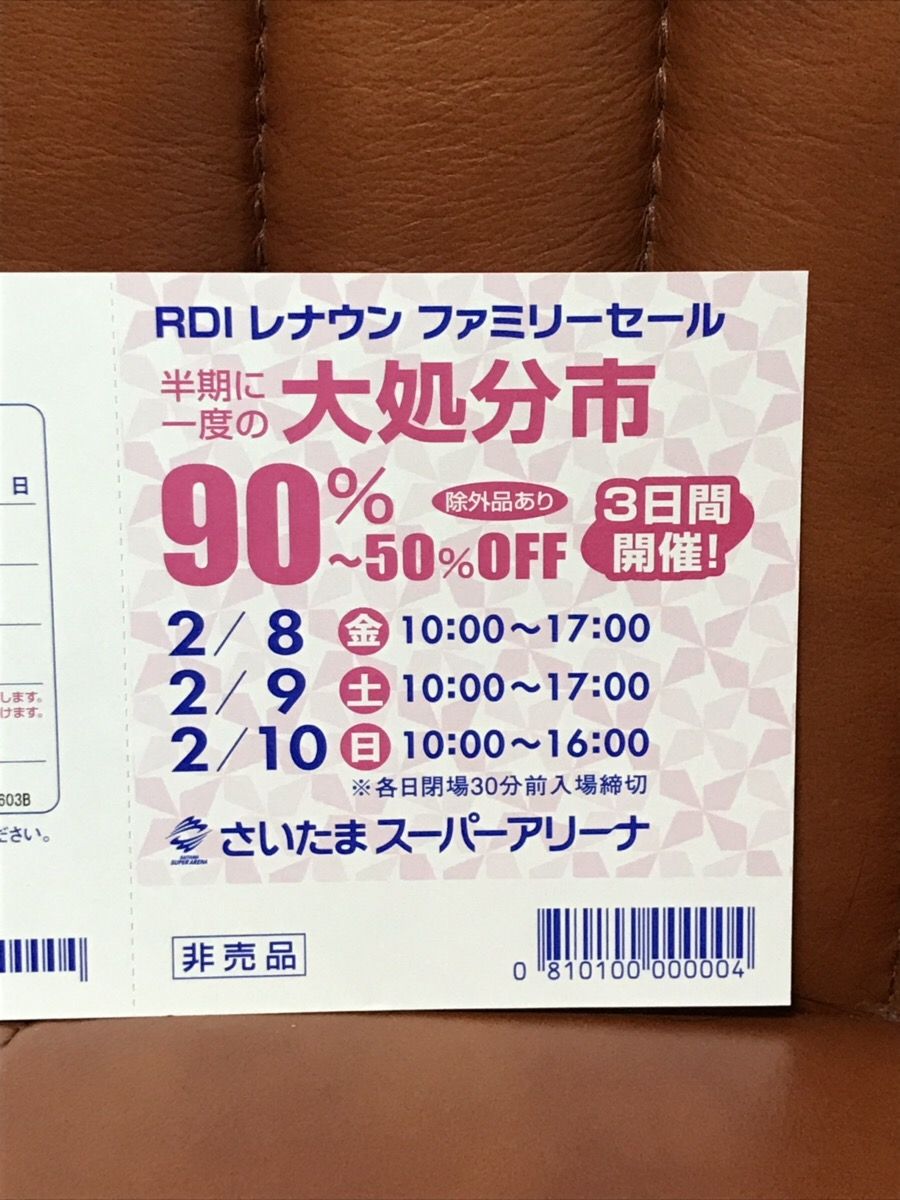 RDI レナウン ファミリーセール
半期に
一度の
大処分市
90%
~50%OFF
除外品あり
3日間
開催!
2/8 金 10:00~17:00
2/9 土 10:00~17:00
2/10 日 10:00~16:00
※各日閉場30分前入場締切
SAITAMA
SUPER ARENA
さいたまスーパーアリーナ
非売品
0 810100 000004
日
します。
けます。
603B
ださい。